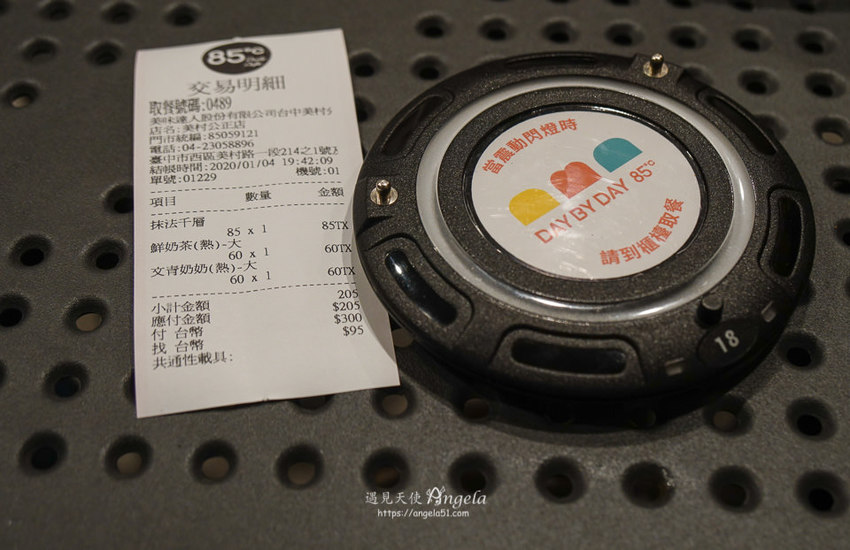 85°C
交易明細
取餐號碼:0489
美味達人股份有限公司台中美村分
店名:美村公正店
門市統編:85059121
電話:04-23058896
臺中市西區美村路一段214之1號
結帳時間:2020/01/04 19:42:09
單號:01229 機號:01
項目 數量 金額
抹法千層
85 x 1 85TX
鮮奶茶(熱)-大
60 x 1 60TX
文青奶奶(熱)-大
60 x 1 60TX
205
小計金額 $205
應付金額 $300
付 台幣 $95
找 台幣
共通性載具:
當震動閃燈時
DAY BY DAY 85°C
請到櫃檯取餐
18
遇見天使 Angela
https://angela51.com